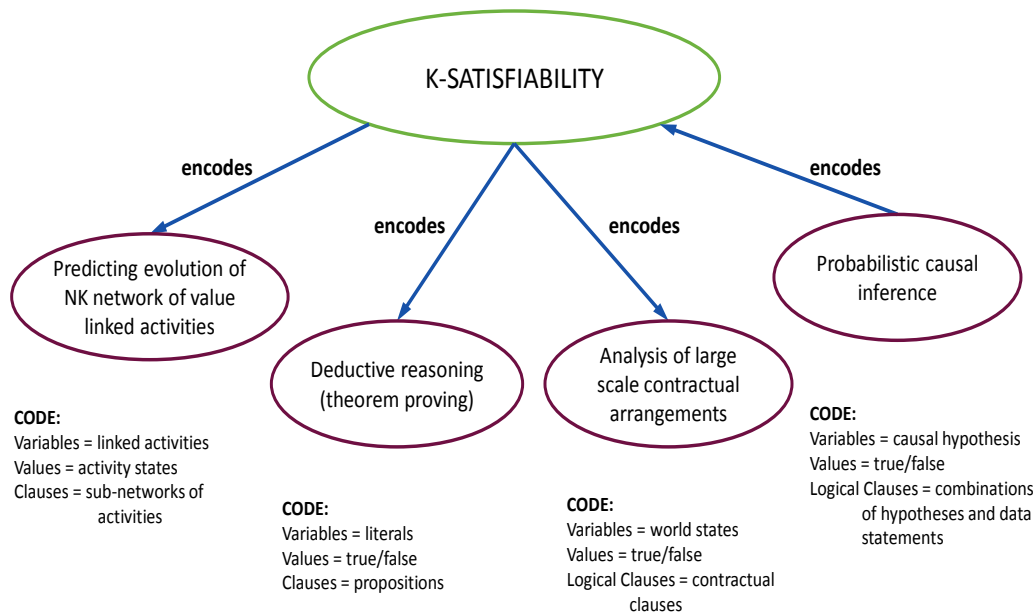 K-SATISFIABILITY
encodes
encodes
encodes
encodes
Predicting evolution of
NK network of value
linked activities
Deductive reasoning
(theorem proving)
Analysis of large
scale contractual
arrangements
Probabilistic causal
inference
CODE:
Variables = linked activities
Values = activity states
Clauses = sub-networks of
activities
CODE:
Variables = literals
Values = true/false
Clauses = propositions
CODE:
Variables = world states
Values = true/false
Logical Clauses = contractual
clauses
CODE:
Variables = causal hypothesis
Values = true/false
Logical Clauses = combinations
of hypotheses and data
statements